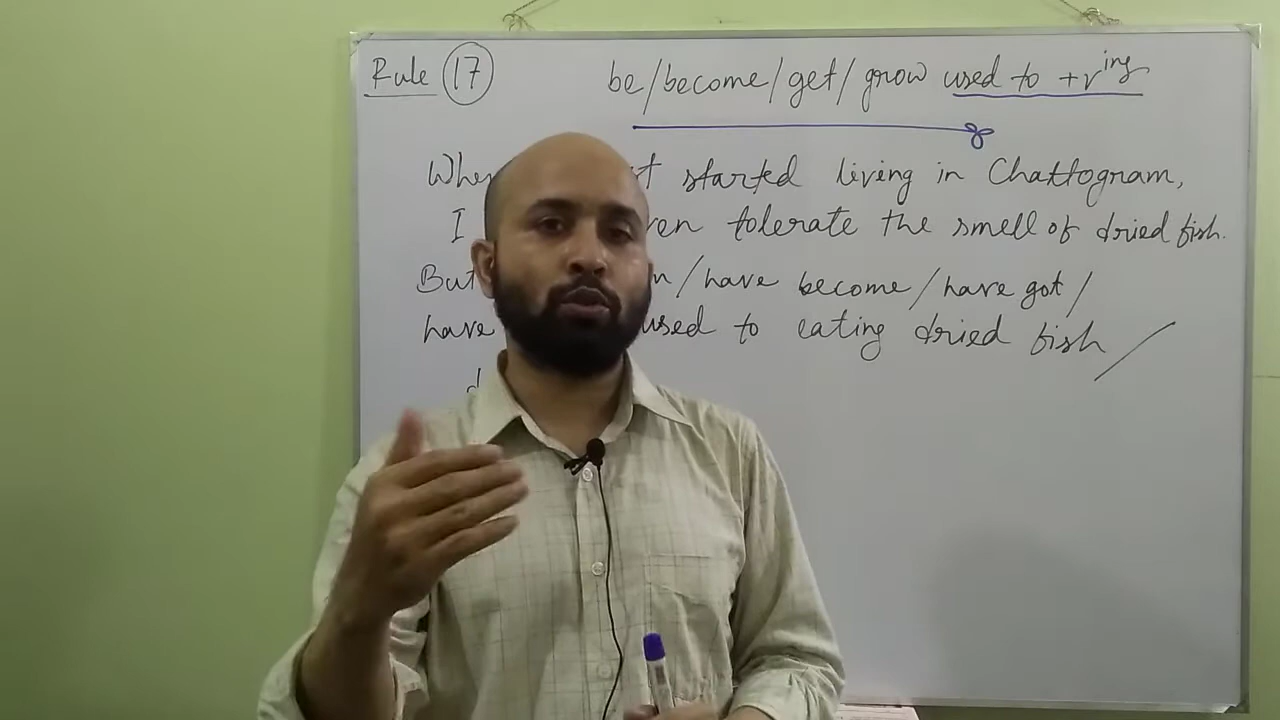 Rule 17 be/become/get/grow used to +v ing
started living in Chattogram,
I tolerate the smell of dried fish.
But /have become/have got/
have used to eating dried fish /